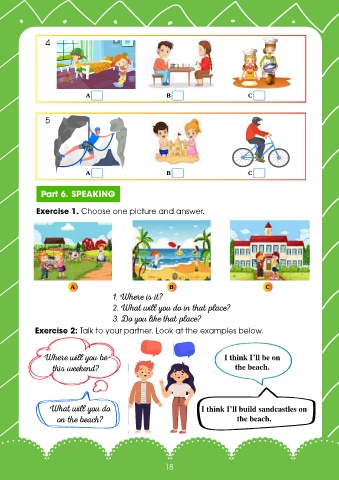 4
A
B
C
5
A
B
C
Part 6. SPEAKING
Exercise 1. Choose one picture and answer.
A
B
C
1. Where is it?
2. What will you do in that place?
3. Do you like that place?
Exercise 2: Talk to your partner. Look at the examples below.
Where will you be
this weekend?
I think I'll be on
the beach.
What will you do
on the beach?
I think I'll build sandcastles on
the beach.
18